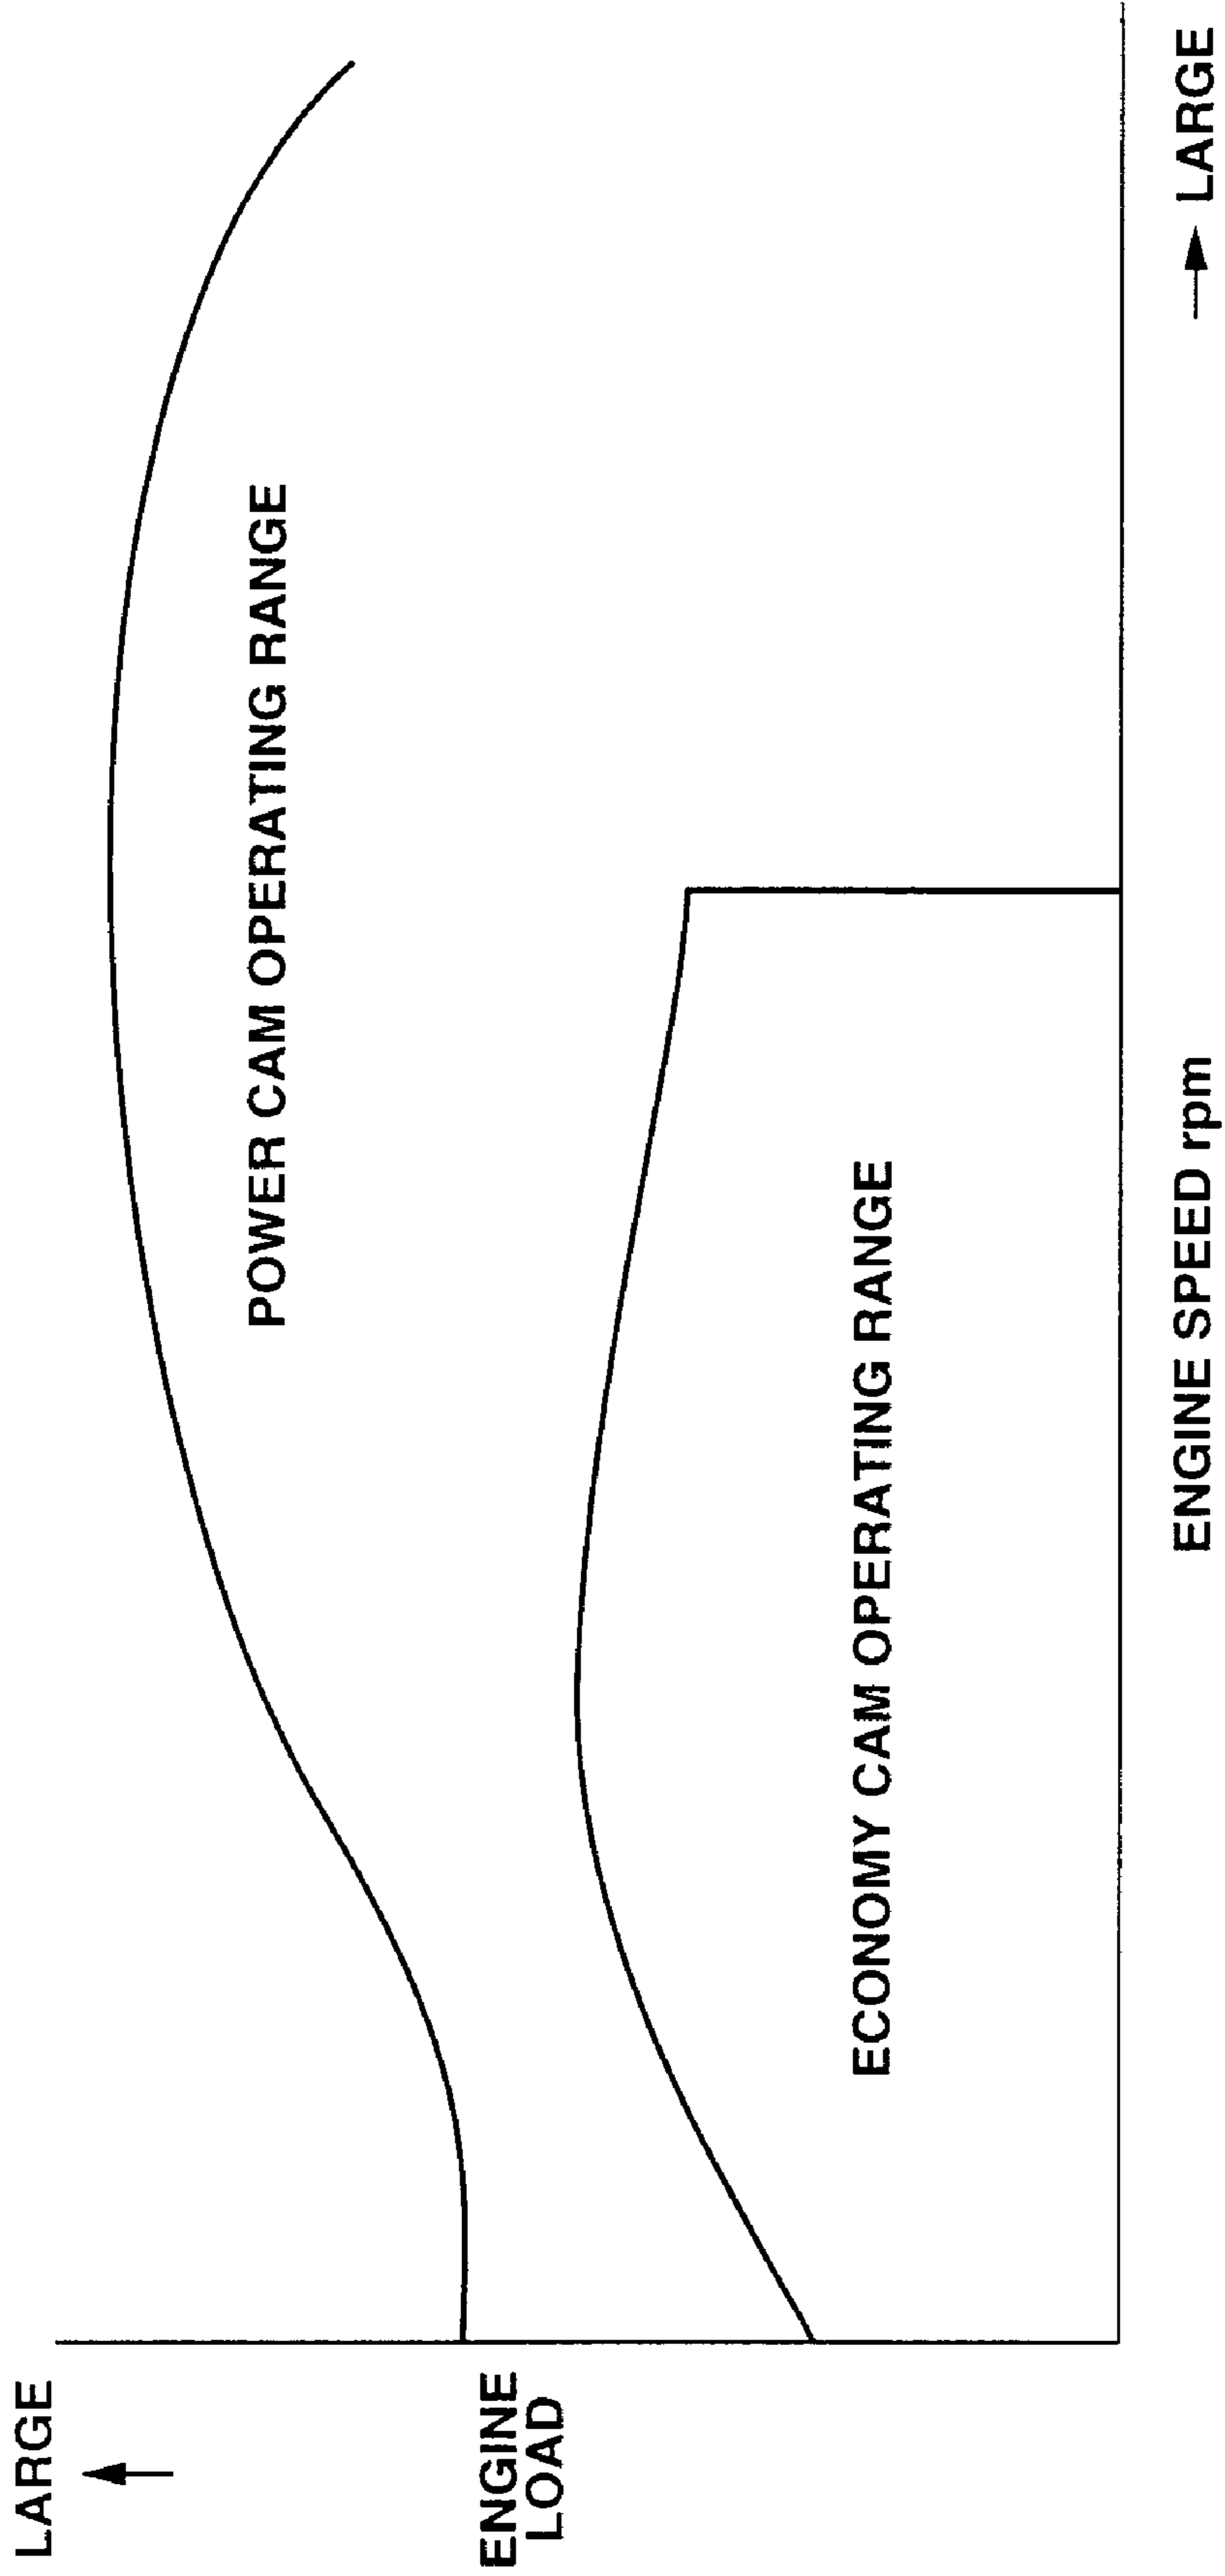 LARGE
ENGINE
LOAD
POWER CAM OPERATING RANGE
ECONOMY CAM OPERATING RANGE
ENGINE SPEED rpm
LARGE